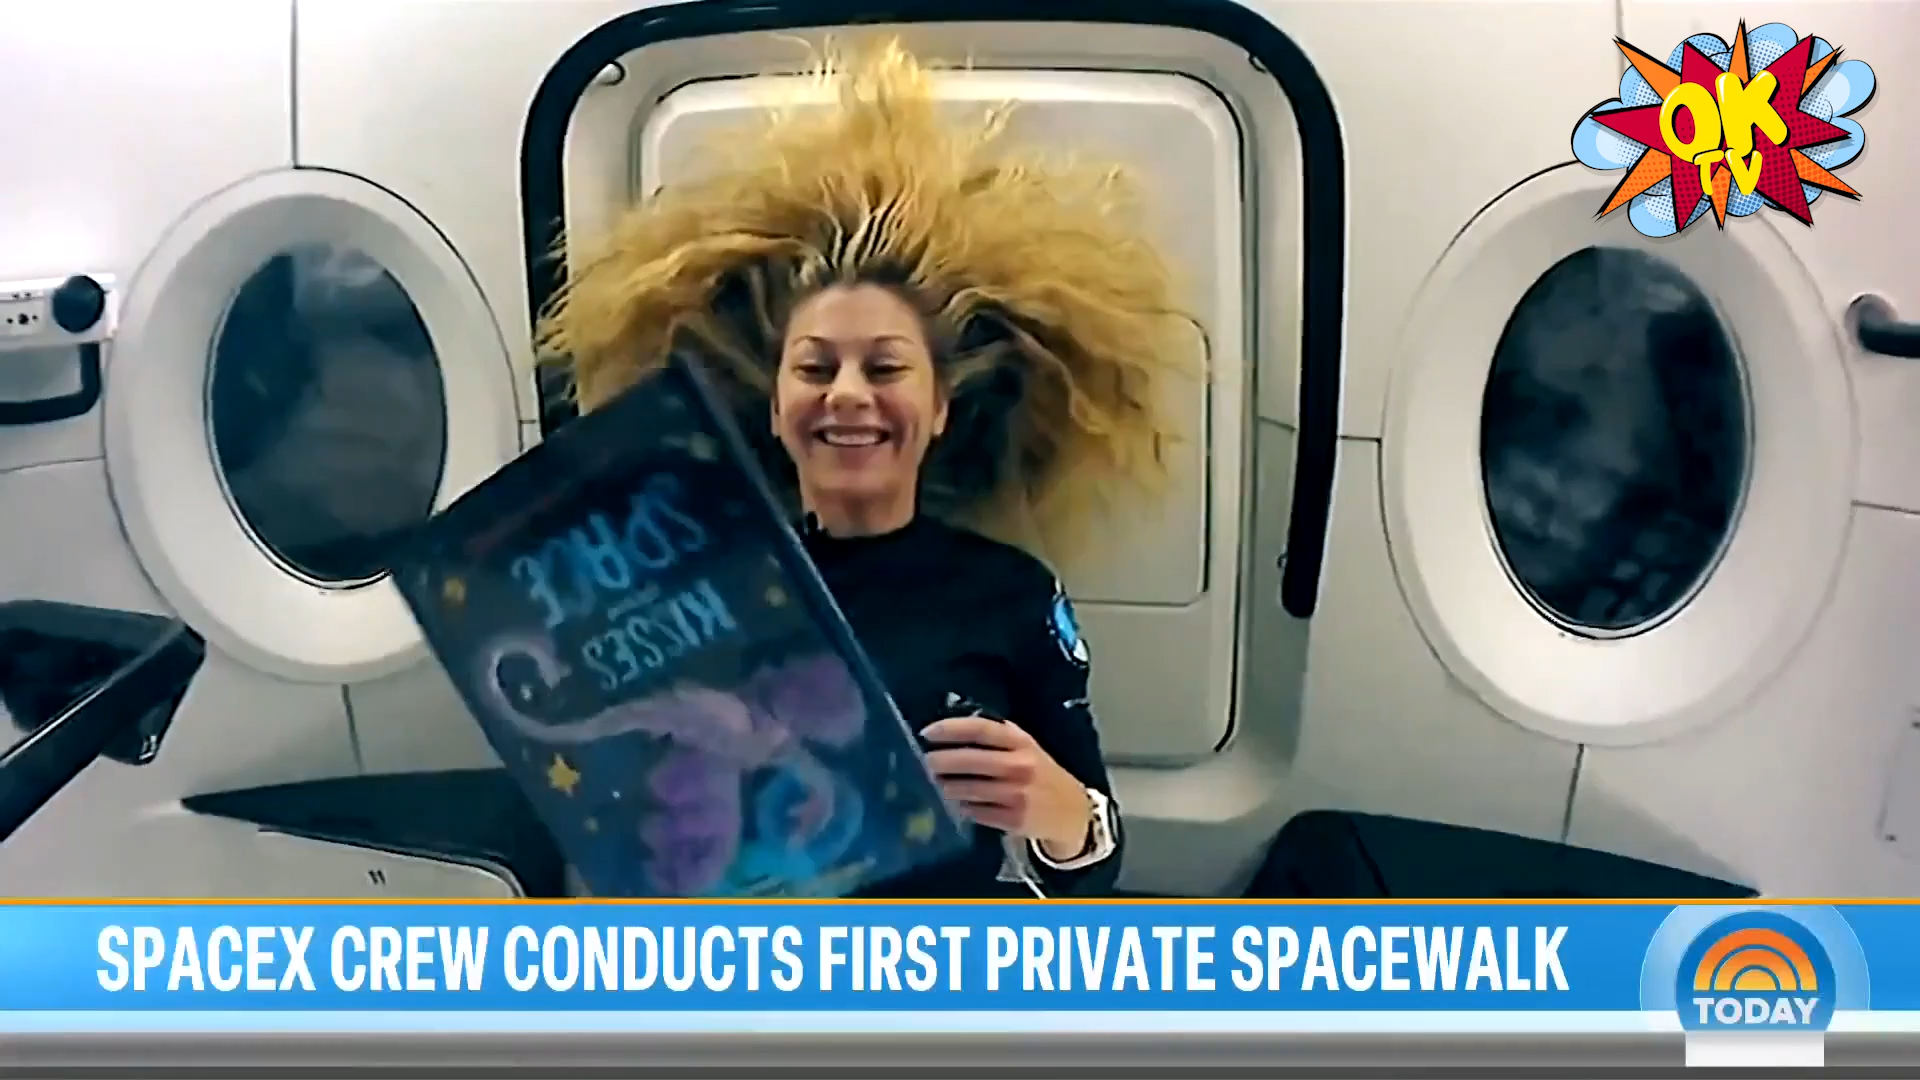 OK
TV
KISSES
SPACE
SPACEX CREW CONDUCTS FIRST PRIVATE SPACEWALK
TODAY